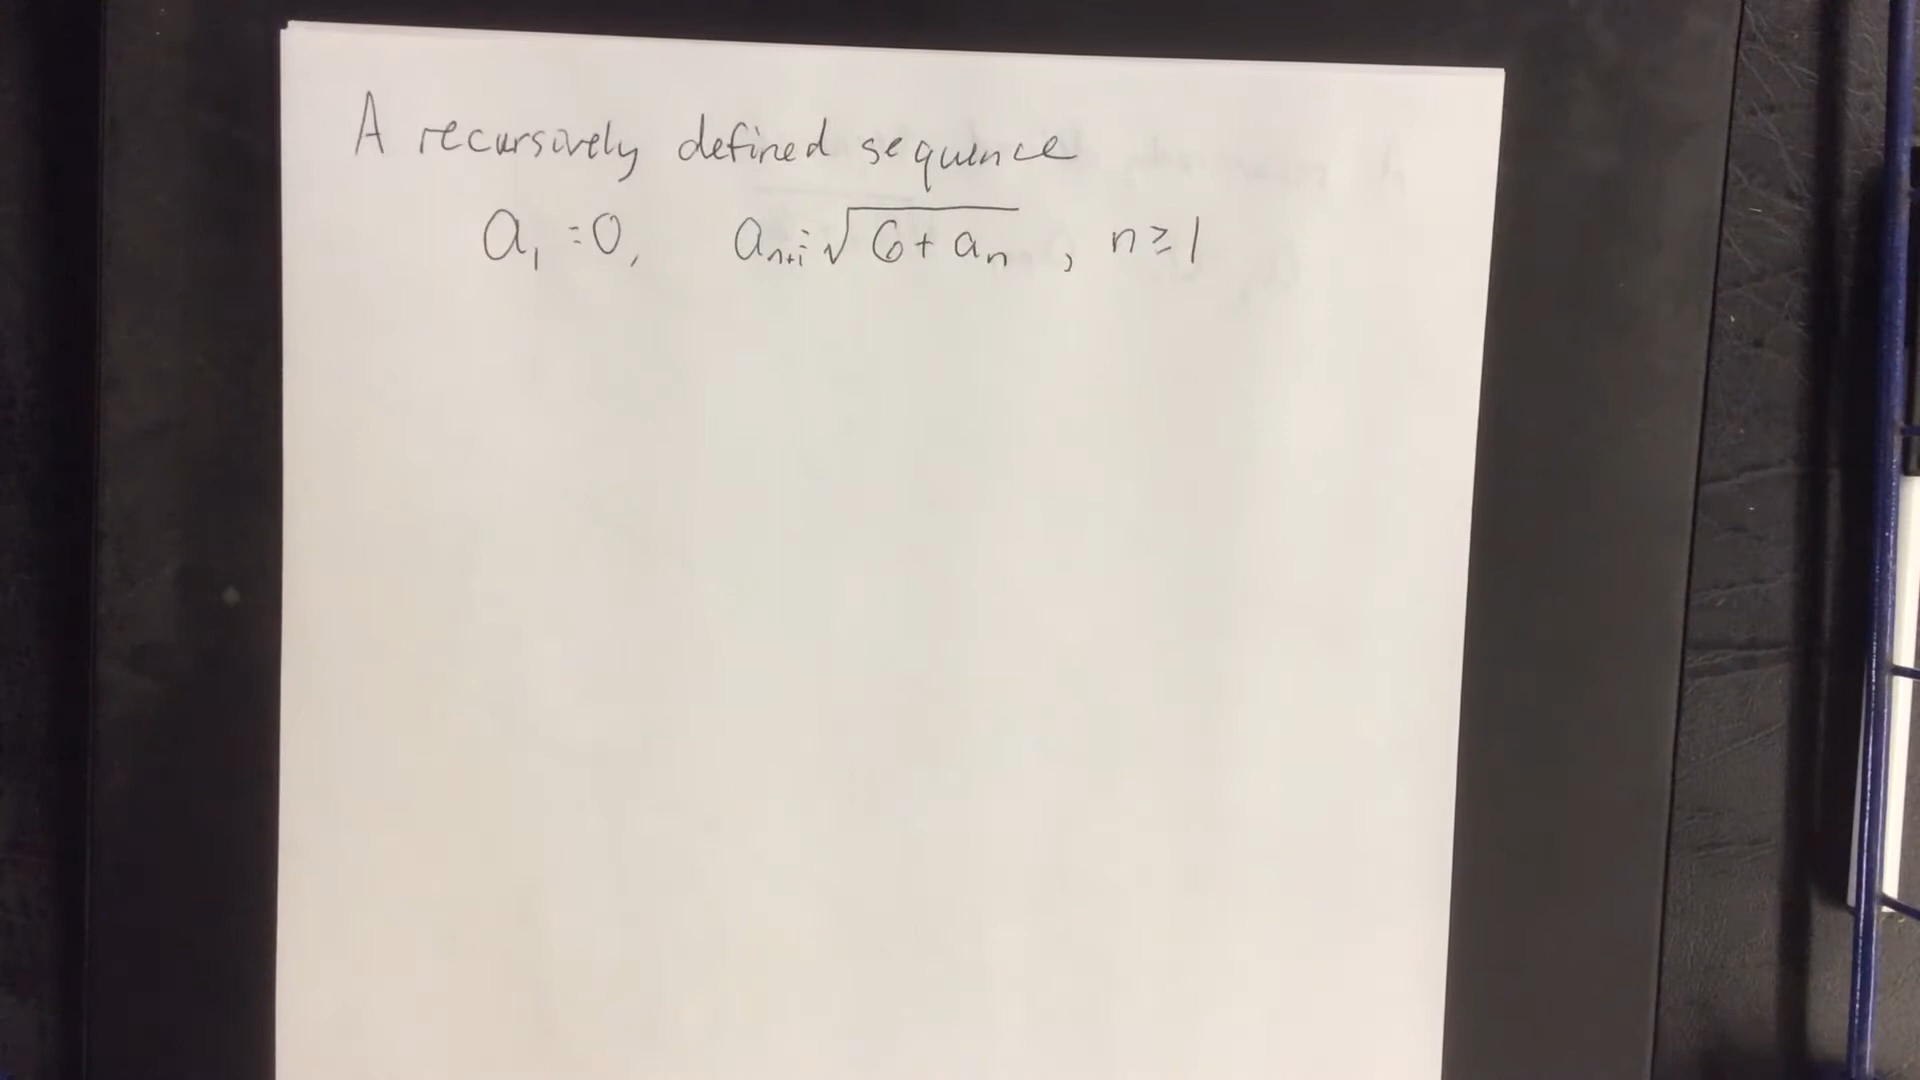 A recursively defined sequence
a₁ = 0, aₙ₊₁ = √(6 + aₙ) , n ≥ 1